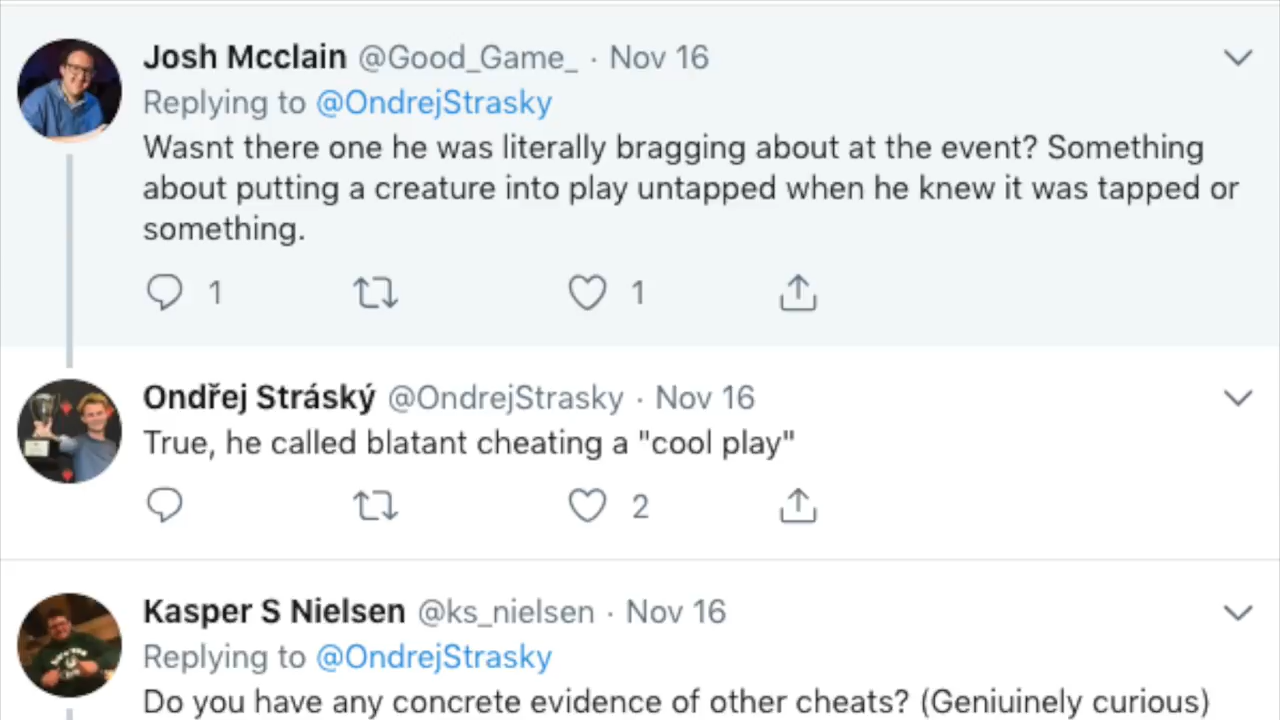 Josh Mcclain @Good_Game_ · Nov 16
Replying to @OndrejStrasky
Wasnt there one he was literally bragging about at the event? Something
about putting a creature into play untapped when he knew it was tapped or
something.
1 1
Ondřej Stráský @OndrejStrasky · Nov 16
True, he called blatant cheating a "cool play"
2
Kasper S Nielsen @ks_nielsen · Nov 16
Replying to @OndrejStrasky
Do you have any concrete evidence of other cheats? (Geniuinely curious)